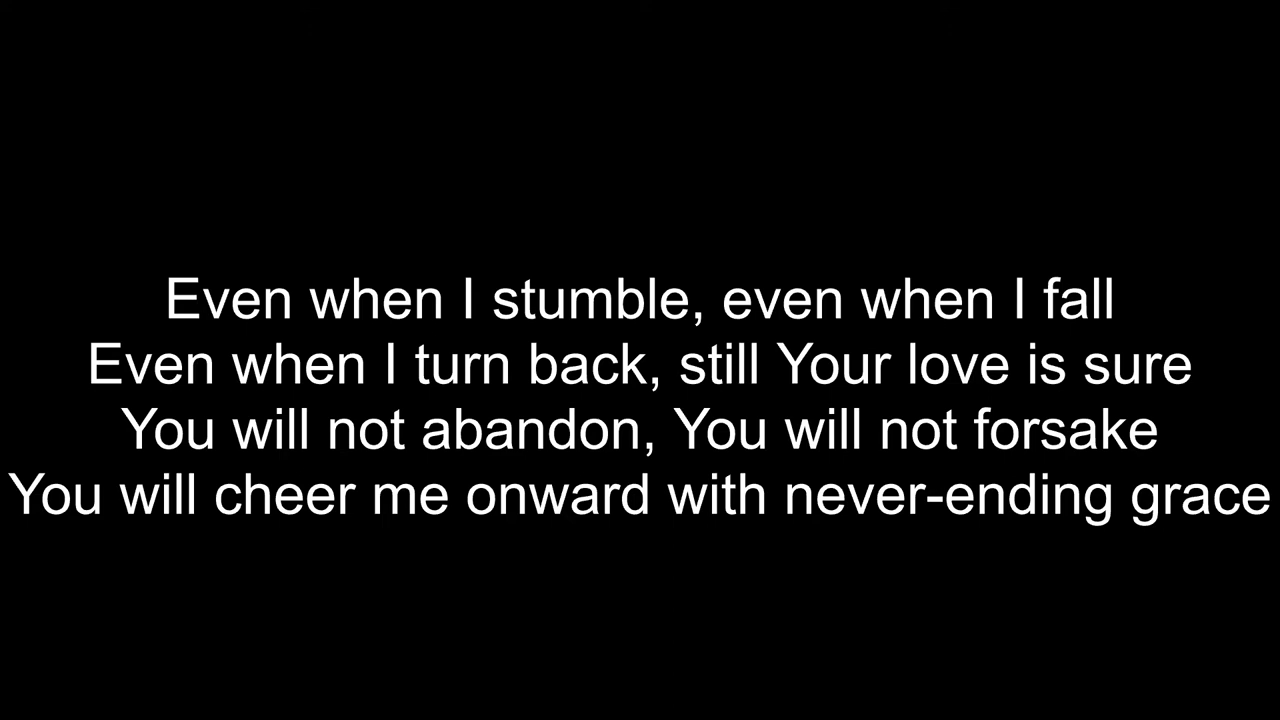 Even when I stumble, even when I fall
Even when I turn back, still Your love is sure
You will not abandon, You will not forsake
You will cheer me onward with never-ending grace